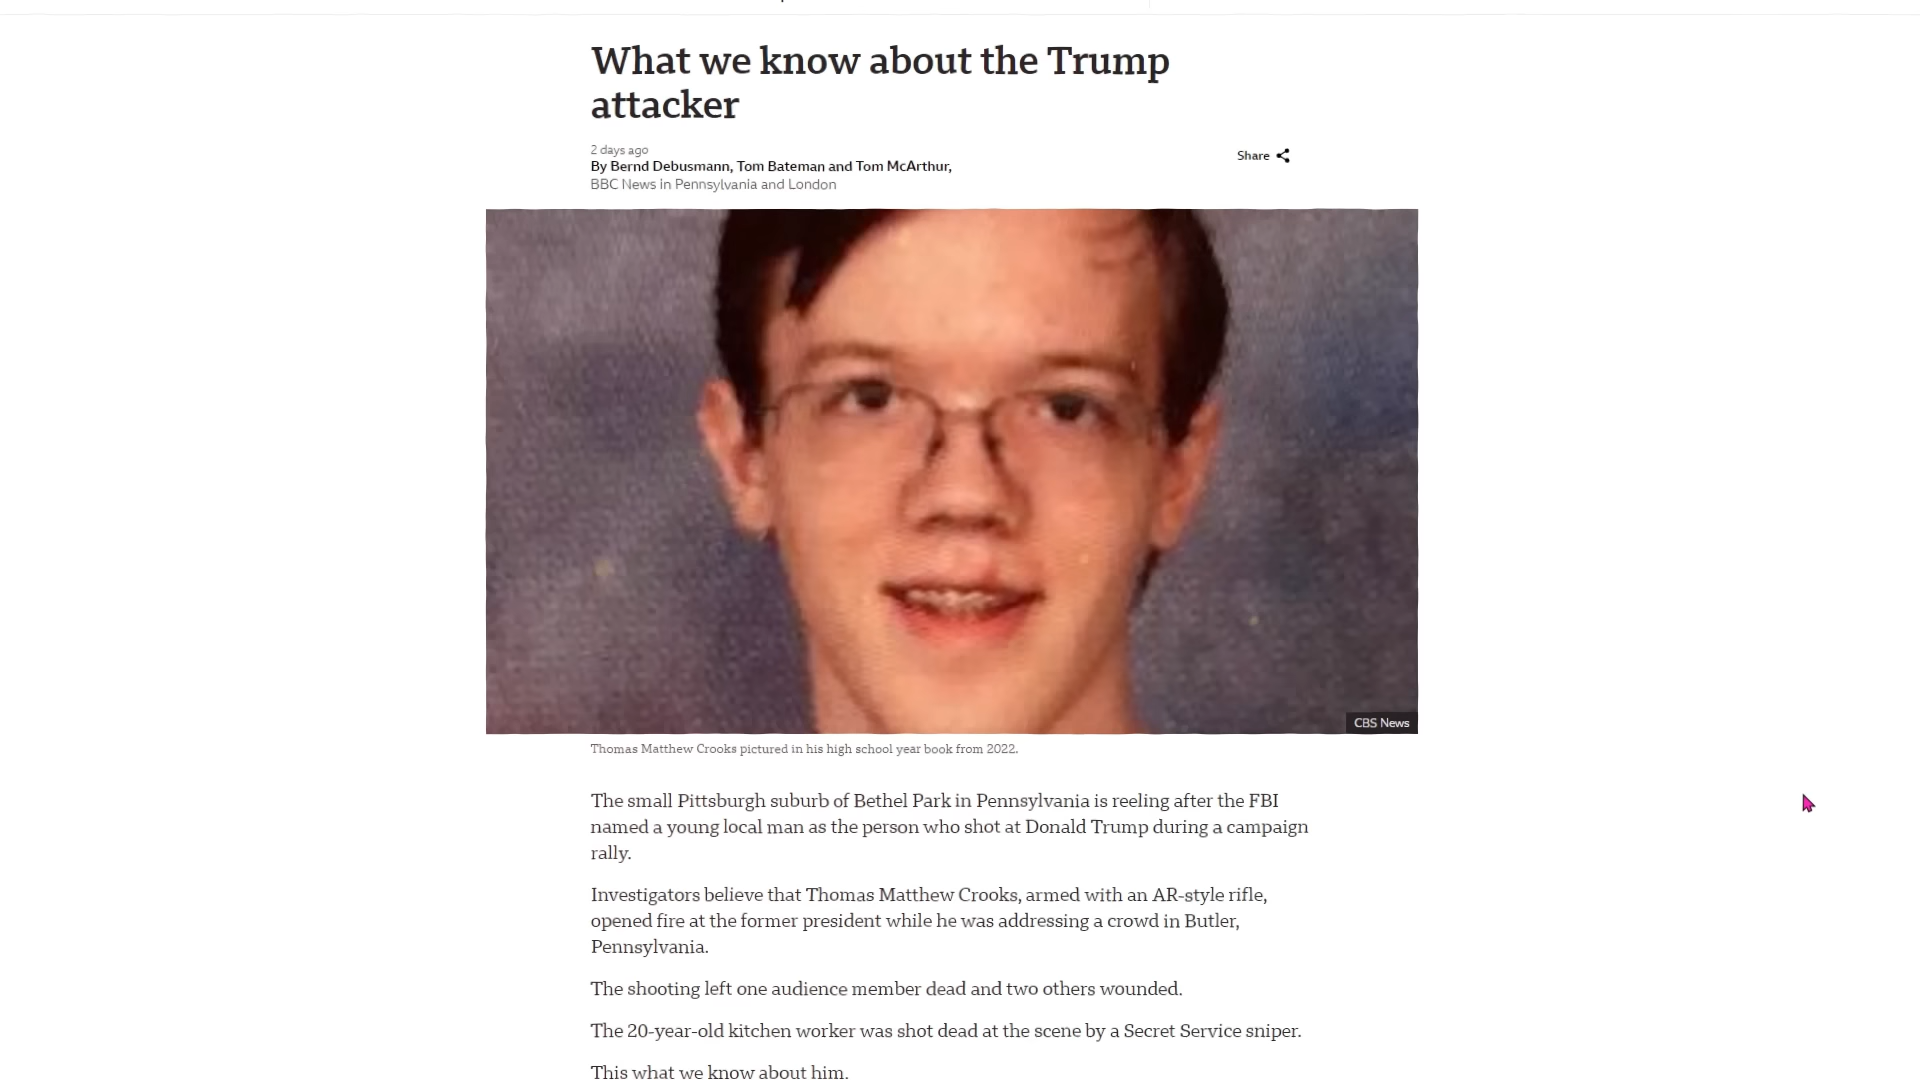 What we know about the Trump
attacker
2 days ago
By Bernd Debusmann, Tom Bateman and Tom McArthur,
BBC News in Pennsylvania and London
Share
CBS News
Thomas Matthew Crooks pictured in his high school year book from 2022.
The small Pittsburgh suburb of Bethel Park in Pennsylvania is reeling after the FBI
named a young local man as the person who shot at Donald Trump during a campaign
rally.
Investigators believe that Thomas Matthew Crooks, armed with an AR-style rifle,
opened fire at the former president while he was addressing a crowd in Butler,
Pennsylvania.
The shooting left one audience member dead and two others wounded.
The 20-year-old kitchen worker was shot dead at the scene by a Secret Service sniper.
This what we know about him.